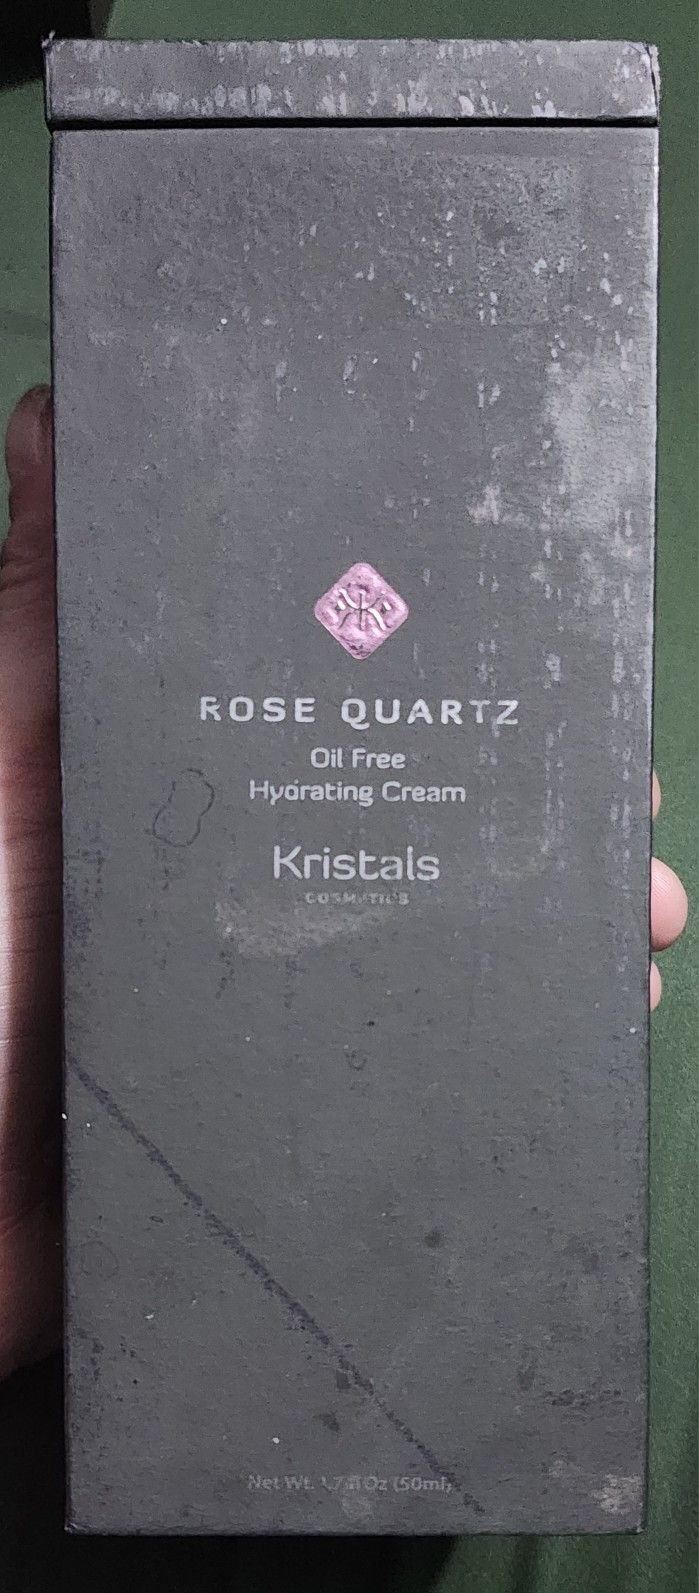 ROSE QUARTZ
Oil Free
Hydrating Cream
Kristals
COSMETICS
Net Wt. 1.7 fl Oz (50ml)